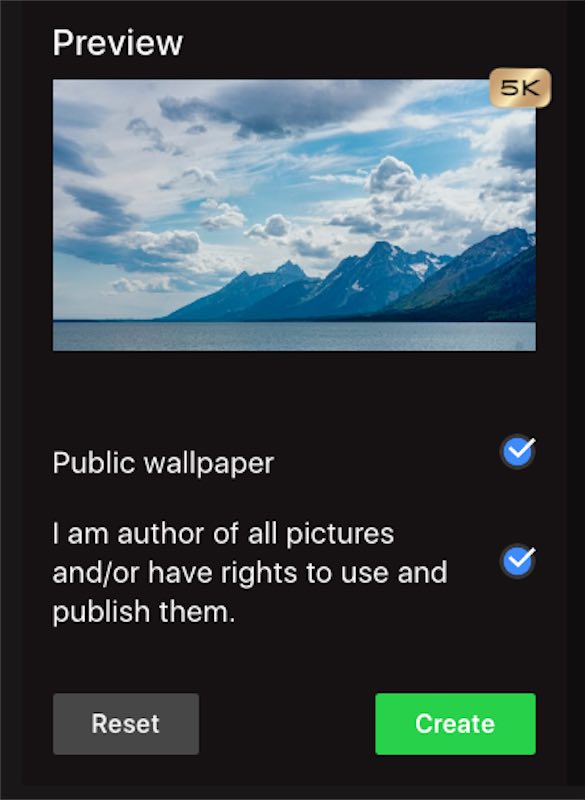 Preview
5K
Public wallpaper
I am author of all pictures
and/or have rights to use and
publish them.
Reset
Create